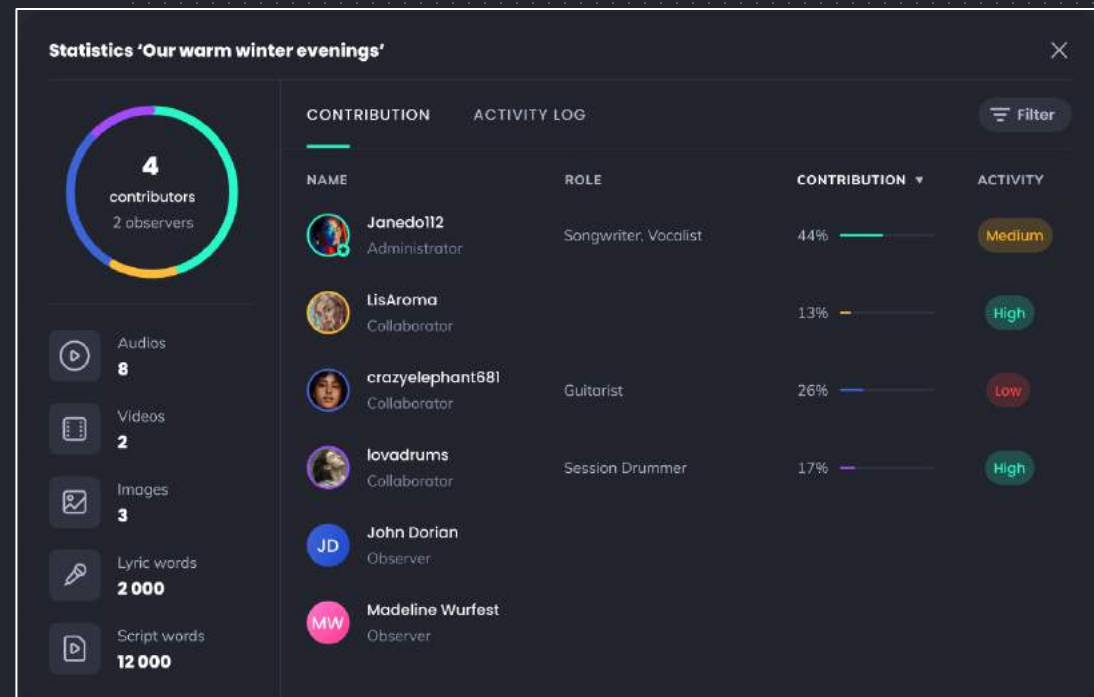 Statistics ‘Our warm winter evenings’
4
contributors
2 observers
Audios
8
Videos
2
Images
3
Lyric words
2 000
Script words
12 000
CONTRIBUTION ACTIVITY LOG Filter
NAME ROLE CONTRIBUTION ▼ ACTIVITY
Janedo112
Administrator
Songwriter, Vocalist 44% Medium
LisAroma
Collaborator
13% High
crazyelephant681
Collaborator
Guitarist 26% Low
lovadrums
Collaborator
Session Drummer 17% High
JD
John Dorian
Observer
MW
Madeline Wurfest
Observer